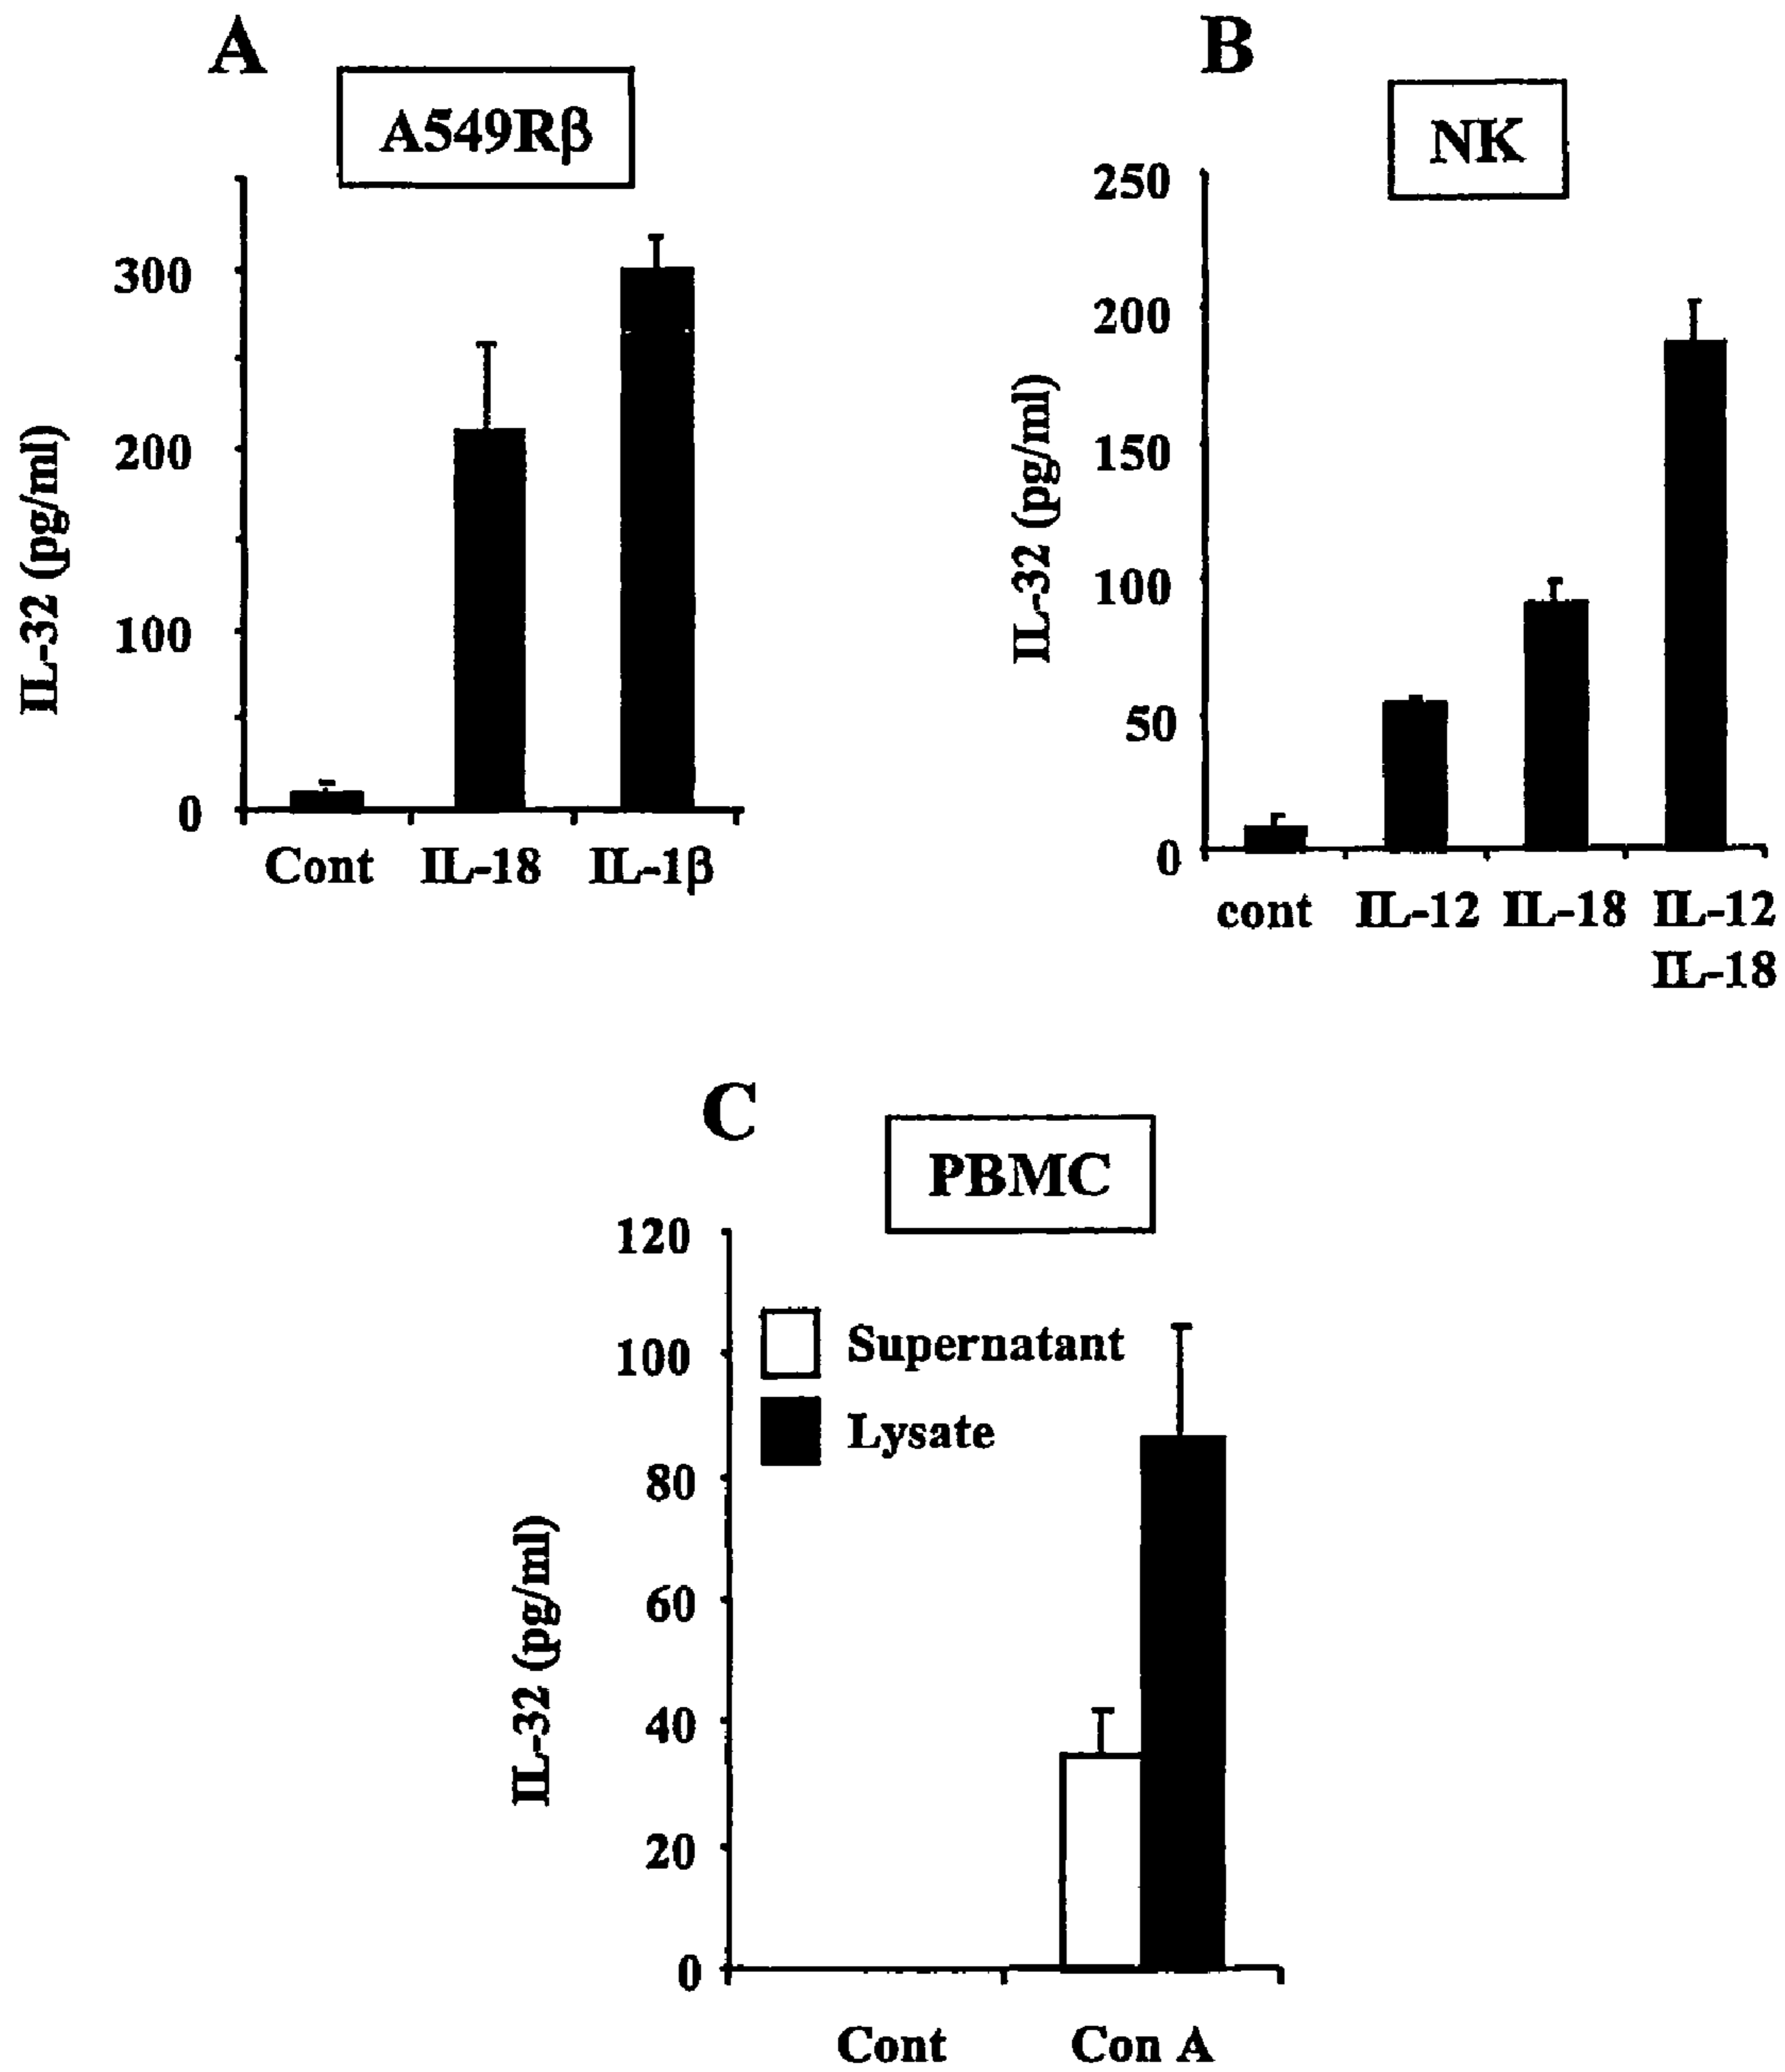 A
A549Rβ
IL-32 (pg/ml)
300
200
100
0
Cont IL-18 IL-1β
B
NK
IL-32 (pg/ml)
250
200
150
100
50
0
cont IL-12 IL-18 IL-12
IL-18
C
PBMC
IL-32 (pg/ml)
120
100
80
60
40
20
0
Supernatant
Lysate
Cont Con A